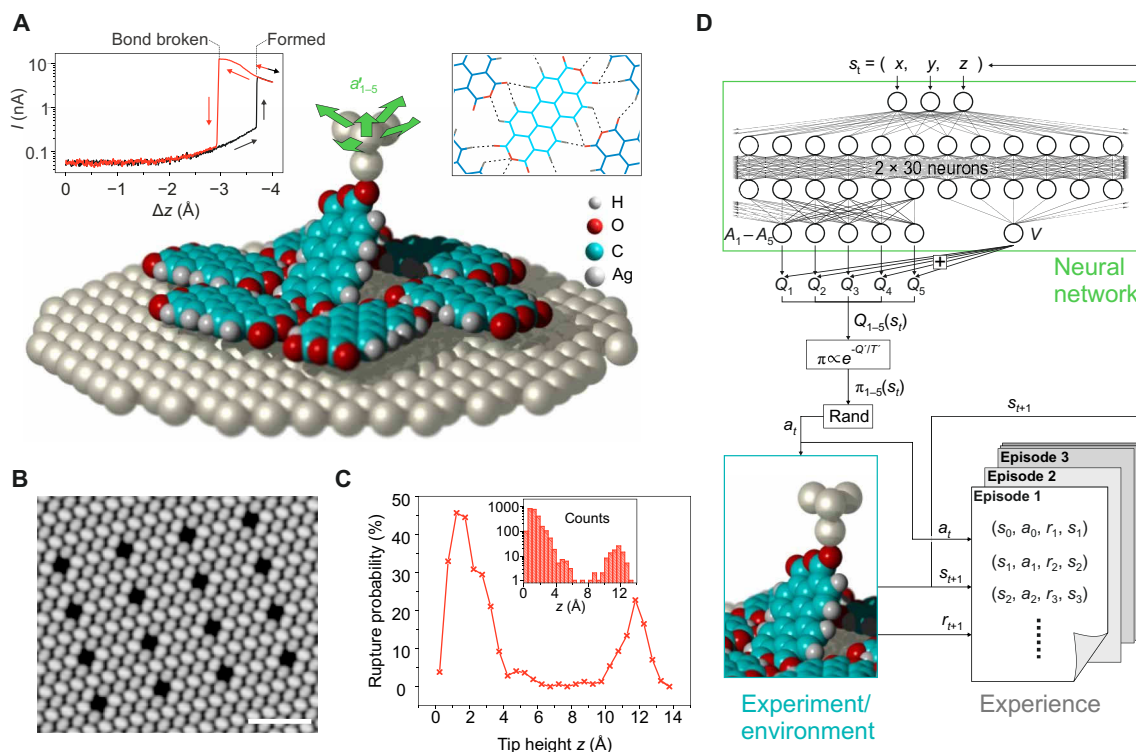 A
Bond broken
Formed
10
1
0.1
I (nA)
0
−1
−2
−3
−4
Δz (Å)
a′1–5
H
O
C
Ag
B
C
50
40
30
20
10
0
Rupture probability (%)
0
2
4
6
8
10
12
14
Tip height z (Å)
1000
100
10
1
Counts
0
4
8
12
z (Å)
D
st = ( x, y, z )
2 × 30 neurons
A1 – A5
V
+
Q1 Q2 Q3 Q4 Q5
Neural
network
Q1–5(st)
π∝e-Q′/T′
π1–5(st)
Rand
at
st+1
Episode 3
Episode 2
Episode 1
(s0, a0, r1, s1)
(s1, a1, r2, s2)
(s2, a2, r3, s3)
at
st+1
rt+1
Experiment/
environment
Experience